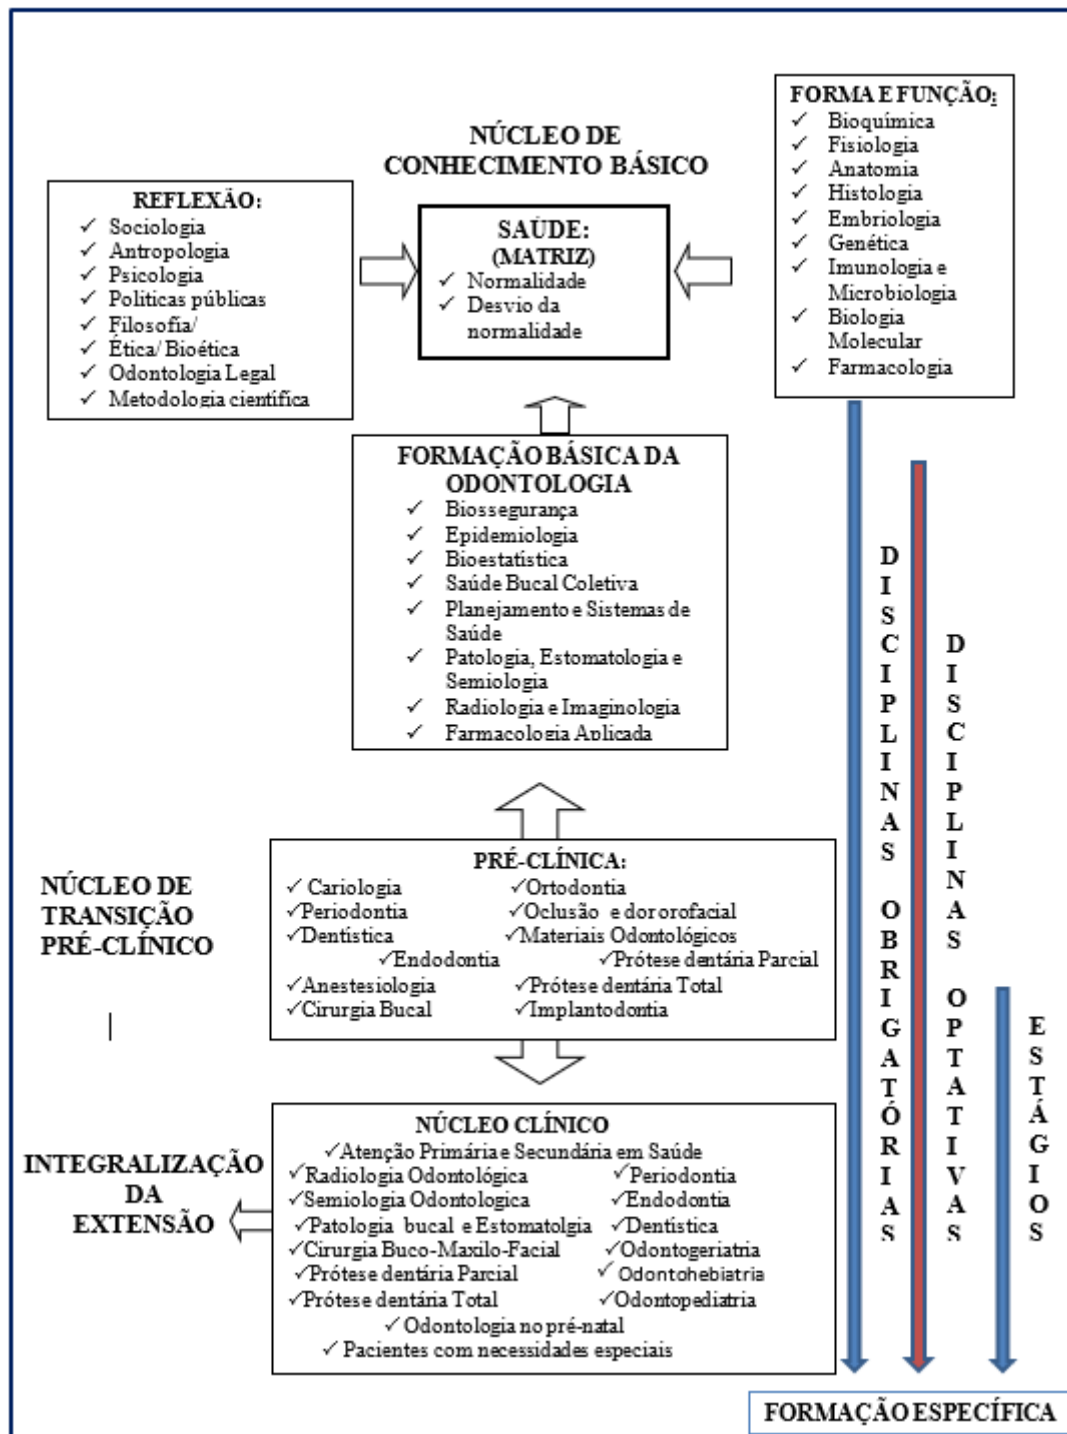 NÚCLEO DE
CONHECIMENTO BÁSICO
REFLEXÃO:
✓ Sociologia
✓ Antropologia
✓ Psicologia
✓ Politicas públicas
✓ Filosofía/
✓ Ética/ Bioética
✓ Odontologia Legal
✓ Metodologia científica
SAÚDE:
(MATRIZ)
✓ Normalidade
✓ Desvio da
normalidade
FORMA E FUNÇÃO:
✓ Bioquímica
✓ Fisiologia
✓ Anatomia
✓ Histologia
✓ Embriologia
✓ Genética
✓ Imunologia e
Microbiologia
✓ Biologia
Molecular
✓ Farmacologia
FORMAÇÃO BÁSICA DA
ODONTOLOGIA
✓ Biossegurança
✓ Epidemiologia
✓ Bioestatística
✓ Saúde Bucal Coletiva
✓ Planejamento e Sistemas de
Saúde
✓ Patologia, Estomatologia e
Semiologia
✓ Radiologia e Imaginologia
✓ Farmacologia Aplicada
NÚCLEO DE
TRANSIÇÃO
PRÉ-CLÍNICO
PRÉ-CLÍNICA:
✓Cariologia ✓Ortodontia
✓Periodontia ✓Oclusão e dor orofacial
✓Dentística ✓Materiais Odontológicos
✓Endodontia ✓Prótese dentária Parcial
✓Anestesiologia ✓Prótese dentária Total
✓Cirurgia Bucal ✓Implantodontia
INTEGRALIZAÇÃO
DA
EXTENSÃO
NÚCLEO CLÍNICO
✓Atenção Primária e Secundária em Saúde
✓Radiologia Odontológica ✓Periodontia
✓Semiologia Odontologica ✓Endodontia
✓Patologia bucal e Estomatolgia ✓Dentística
✓Cirurgia Buco-Maxilo-Facial ✓Odontogeriatria
✓Prótese dentária Parcial ✓Odontohebiatria
✓Prótese dentária Total ✓Odontopediatria
✓Odontologia no pré-natal
✓ Pacientes com necessidades especiais
DISCIPLINAS OBRIGATÓRIAS
DISCIPLINAS OPTATIVAS
ESTÁGIOS
FORMAÇÃO ESPECÍFICA